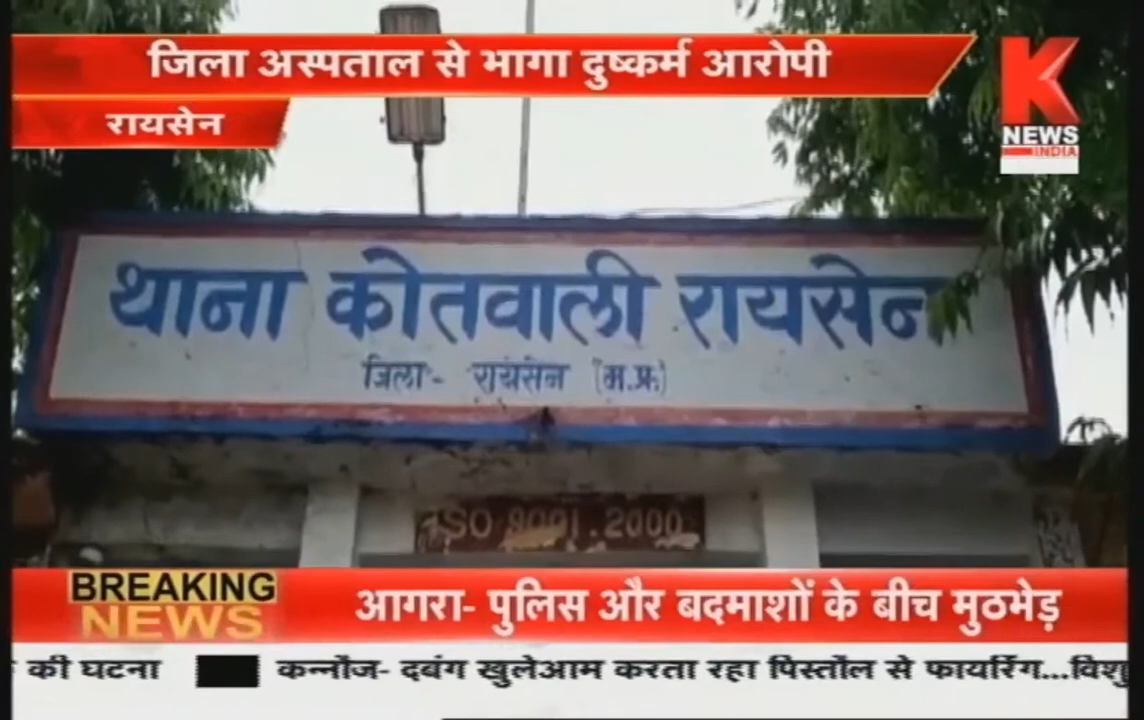 जिला अस्पताल से भागा दुष्कर्म आरोपी
रायसेन
K
NEWS
INDIA
थाना कोतवाली रायसेन
जिला- रायसेन (म.प्र.)
ISO 9001.2000
BREAKING
NEWS
आगरा- पुलिस और बदमाशों के बीच मुठभेड़
की घटना
कन्नौज- दबंग खुलेआम करता रहा पिस्तौल से फायरिंग...विशु